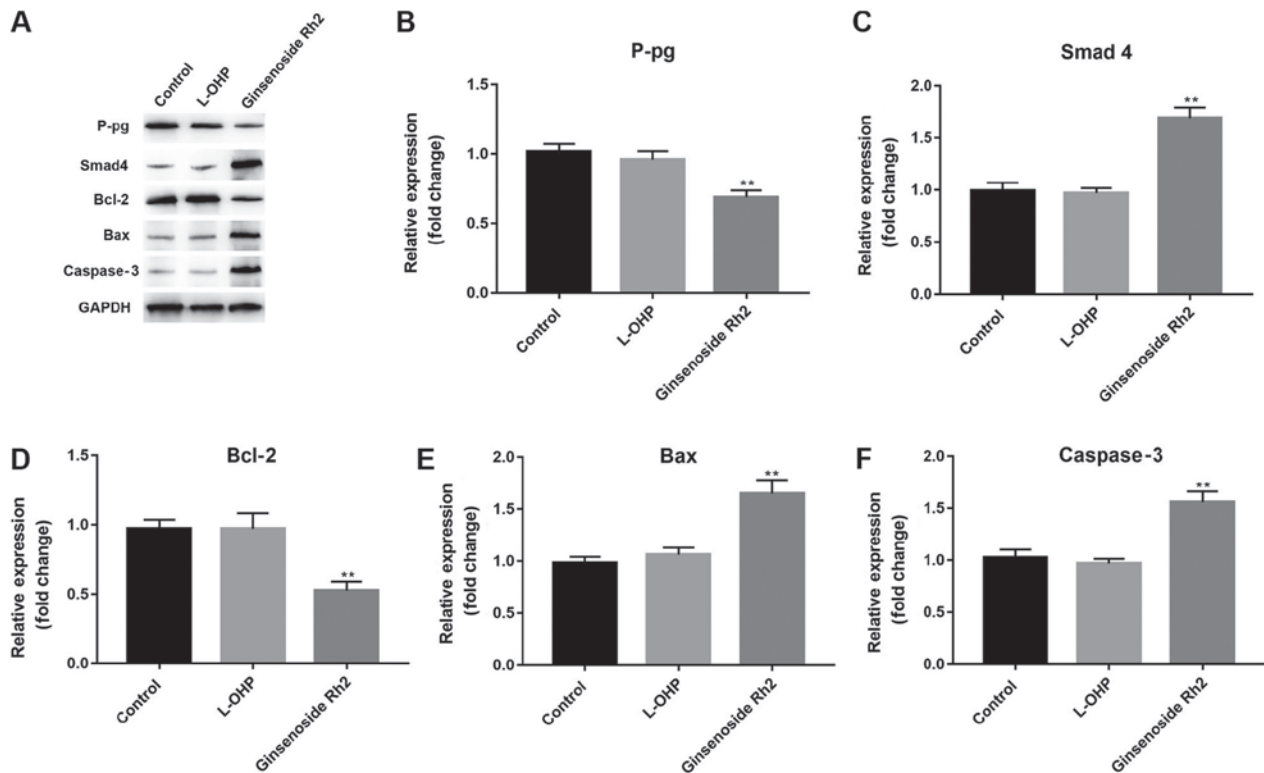 A
Control
L-OHP
Ginsenoside Rh2
P-pg
Smad4
Bcl-2
Bax
Caspase-3
GAPDH
B
P-pg
Relative expression
(fold change)
1.5
1.0
0.5
0.0
Control
L-OHP
Ginsenoside Rh2
**
C
Smad 4
Relative expression
(fold change)
2.0
1.5
1.0
0.5
0.0
Control
L-OHP
Ginsenoside Rh2
**
D
Bcl-2
Relative expression
(fold change)
1.5
1.0
0.5
0.0
Control
L-OHP
Ginsenoside Rh2
**
E
Bax
Relative expression
(fold change)
2.0
1.5
1.0
0.5
0.0
Control
L-OHP
Ginsenoside Rh2
**
F
Caspase-3
Relative expression
(fold change)
2.0
1.5
1.0
0.5
0.0
Control
L-OHP
Ginsenoside Rh2
**